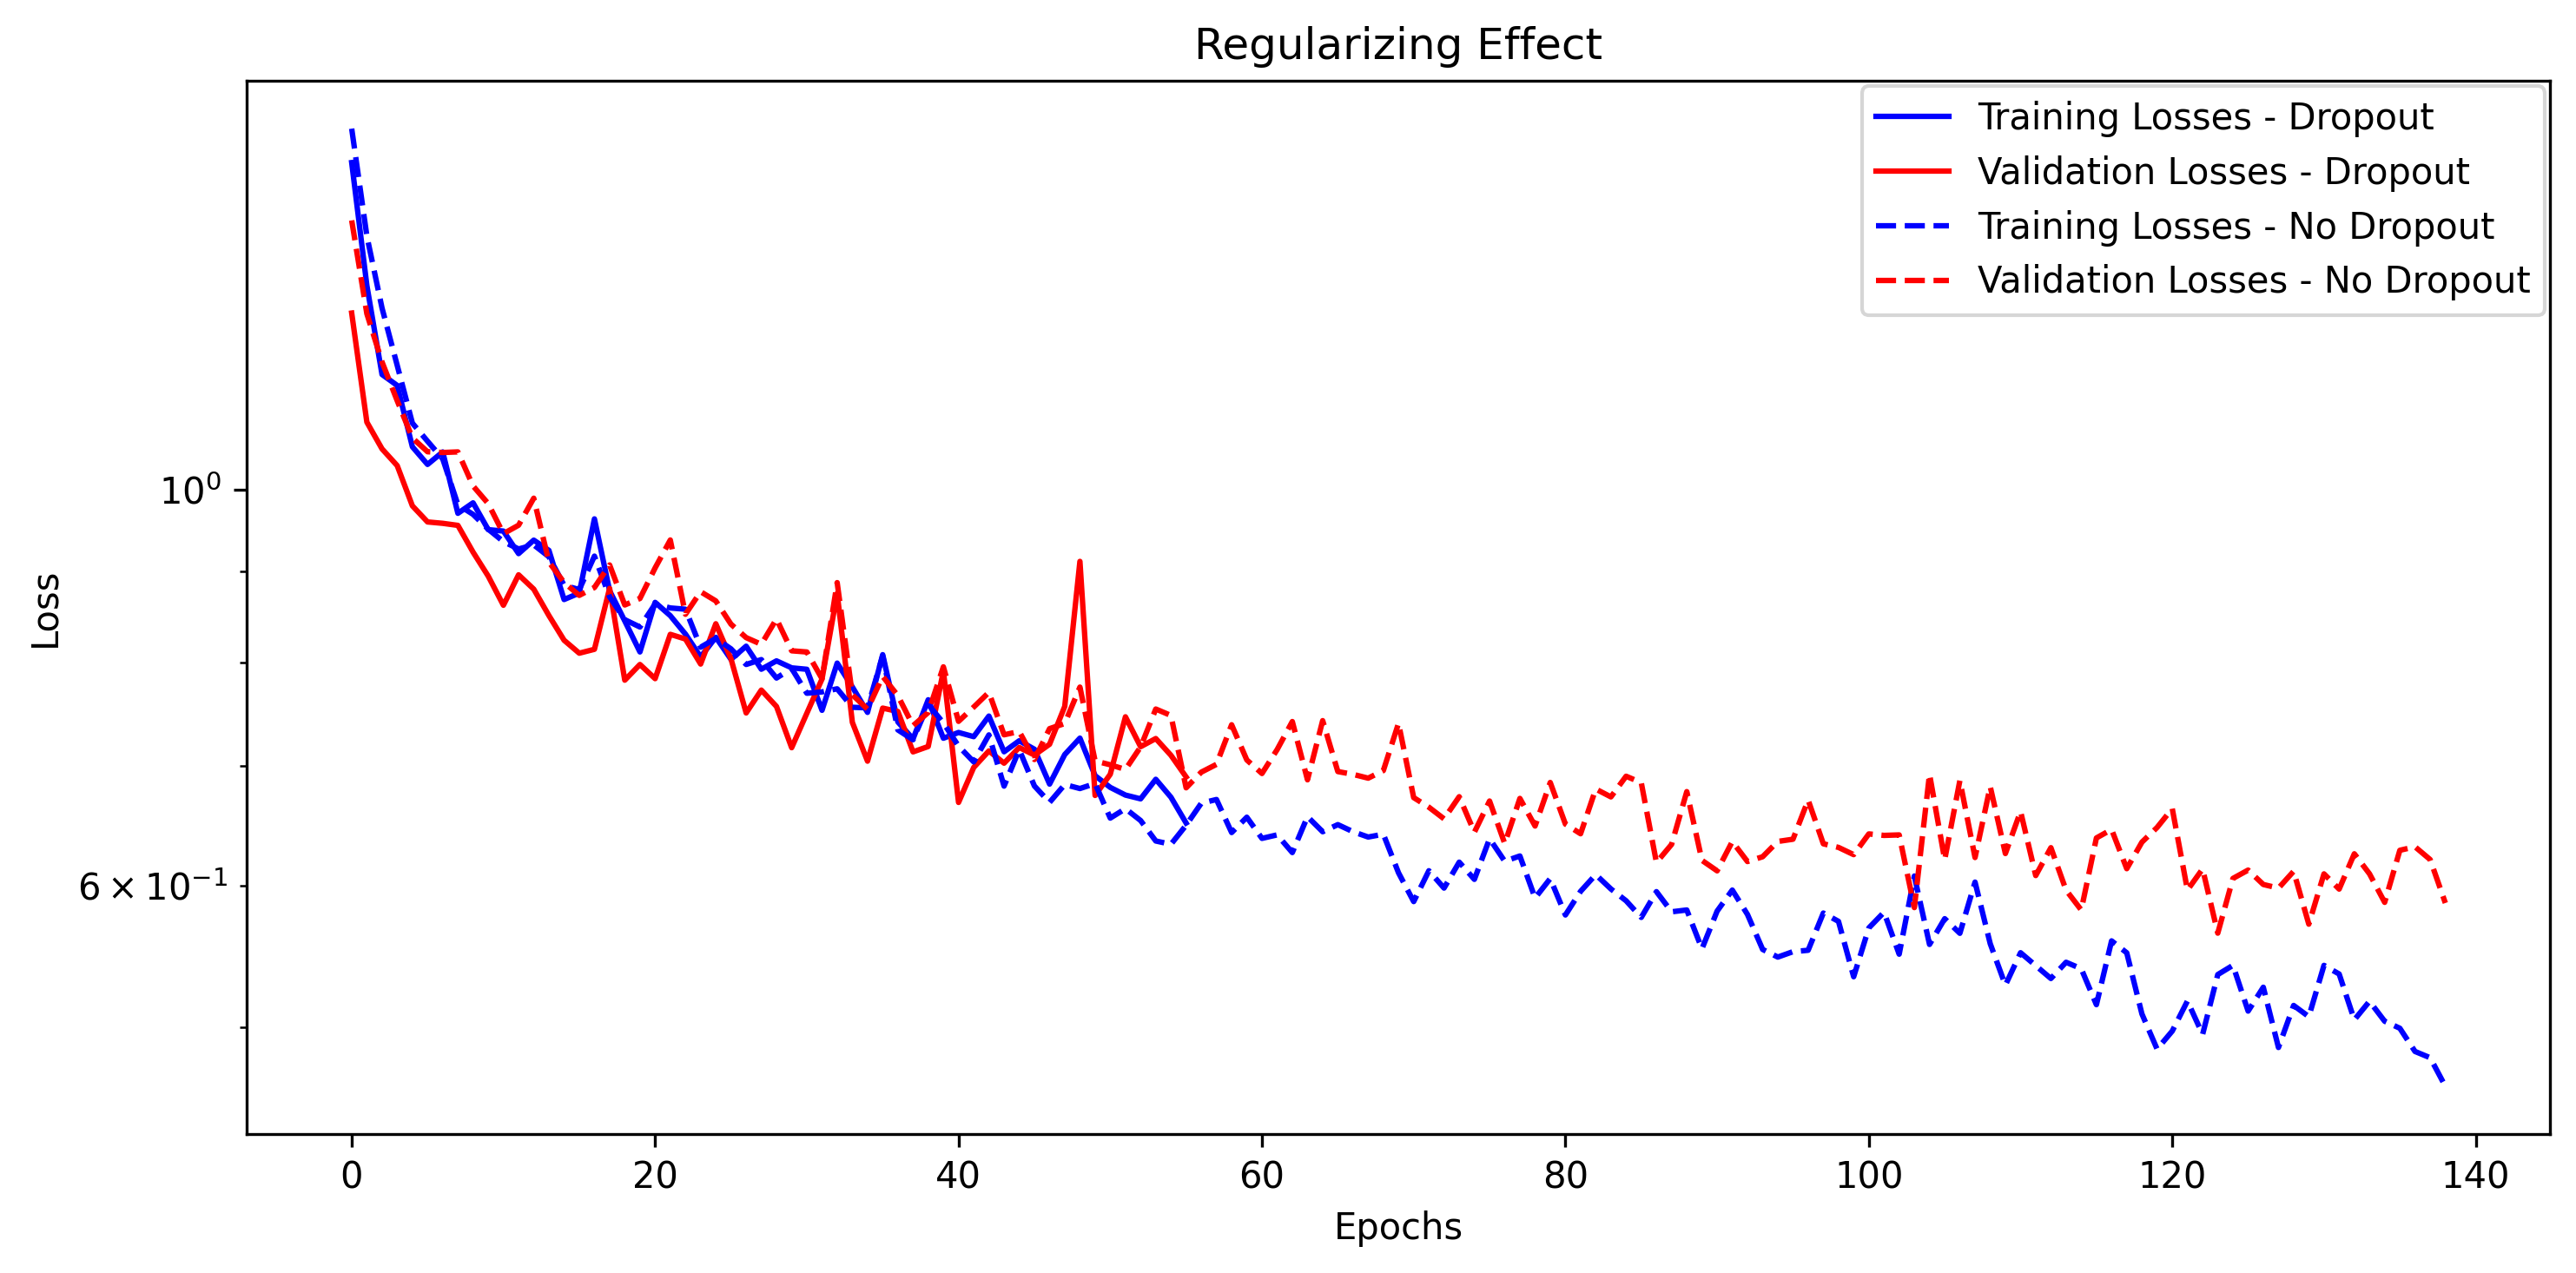 Regularizing Effect
Training Losses - Dropout
Validation Losses - Dropout
Training Losses - No Dropout
Validation Losses - No Dropout
10⁰
6 × 10⁻¹
Loss
0 20 40 60 80 100 120 140
Epochs